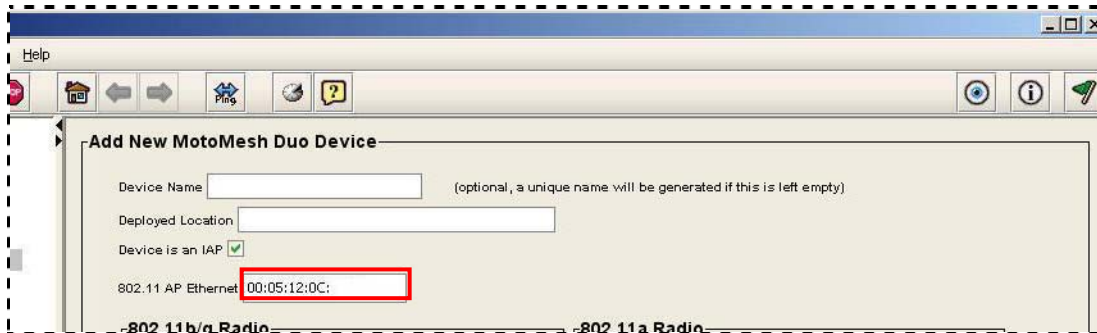 Help
Ping
Add New MotoMesh Duo Device
Device Name (optional, a unique name will be generated if this is left empty)
Deployed Location
Device is an IAP
802.11 AP Ethernet 00:05:12:0C:
802.11b/g Radio 802.11a Radio